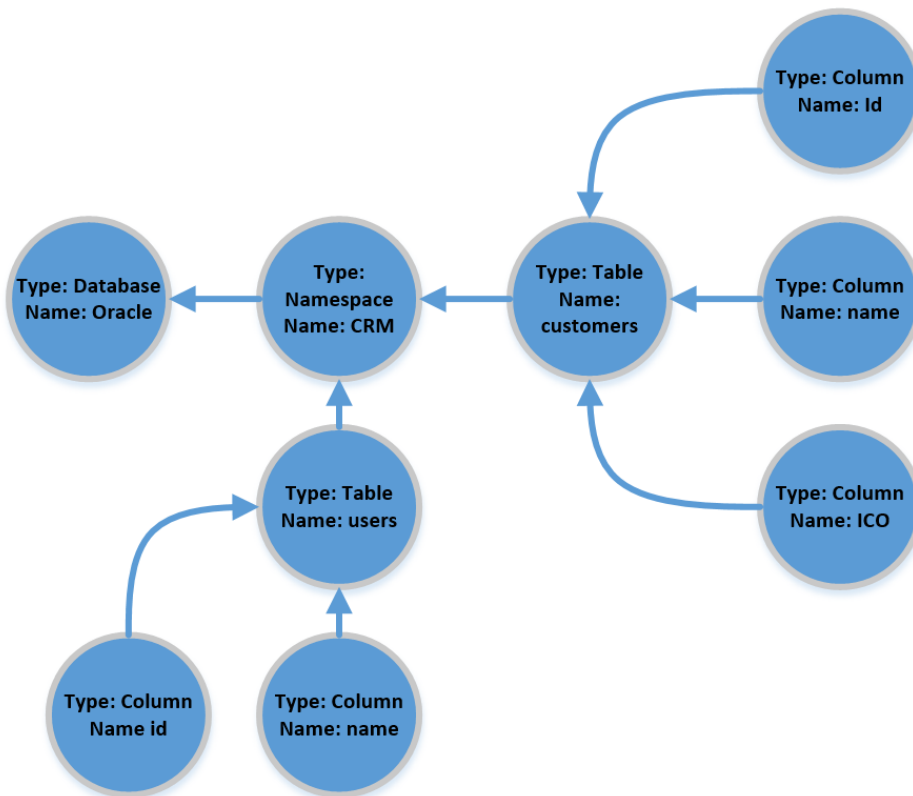 Type: Column
Name: Id
Type: Database
Name: Oracle
Type:
Namespace
Name: CRM
Type: Table
Name:
customers
Type: Column
Name: name
Type: Table
Name: users
Type: Column
Name: ICO
Type: Column
Name id
Type: Column
Name: name